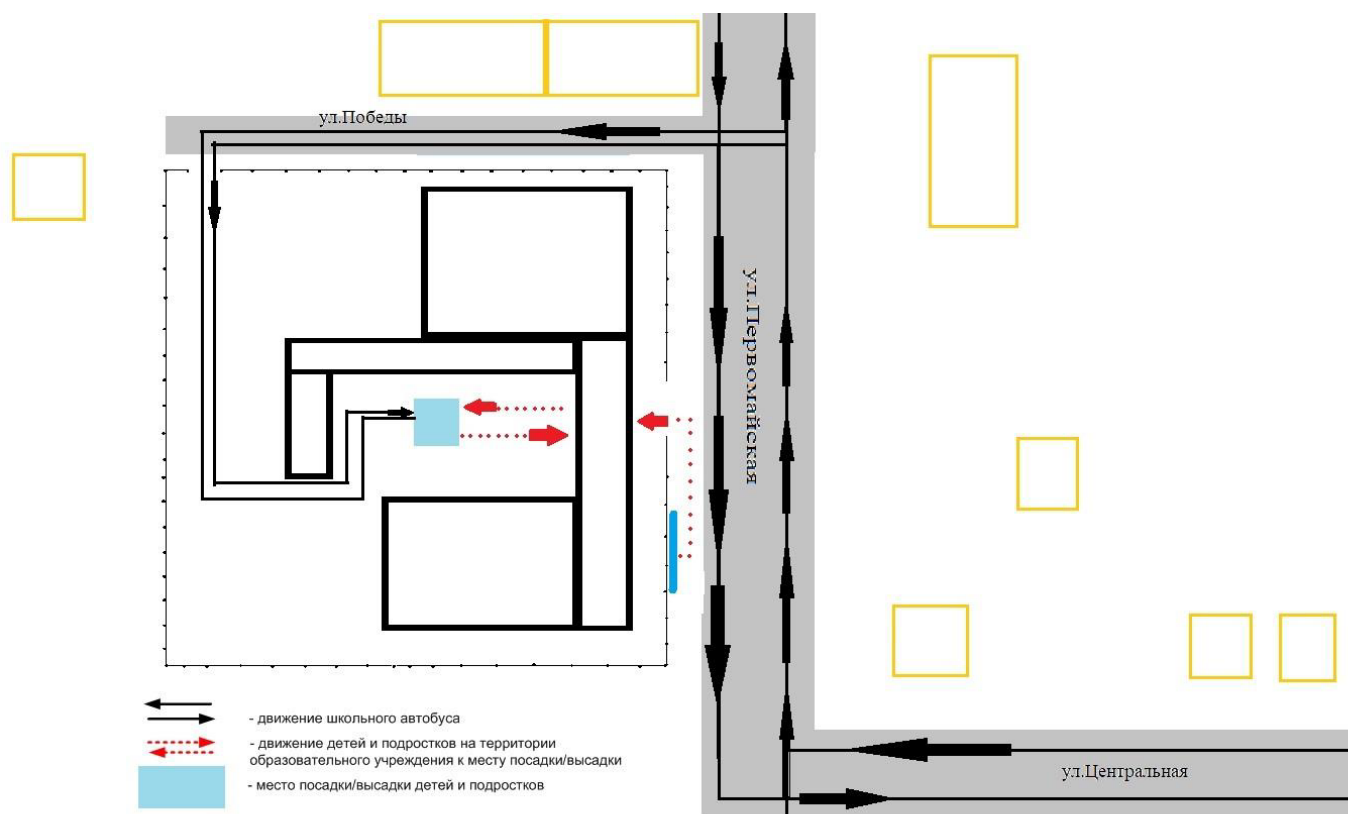 ул.Победы
ул.Первомайская
- движение школьного автобуса
- движение детей и подростков на территории
образовательного учреждения к месту посадки/высадки
- место посадки/высадки детей и подростков
ул.Центральная